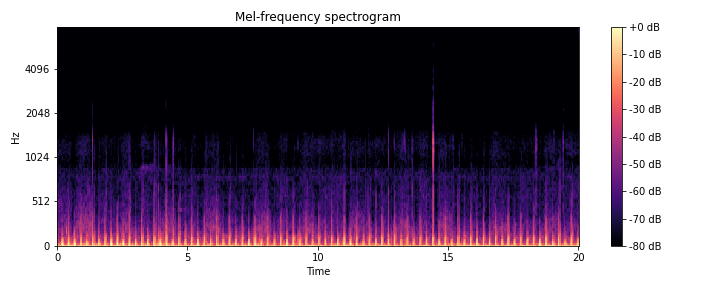 Mel-frequency spectrogram
+0 dB
-10 dB
-20 dB
-30 dB
-40 dB
-50 dB
-60 dB
-70 dB
-80 dB
Hz
4096
2048
1024
512
0
0
5
10
15
20
Time